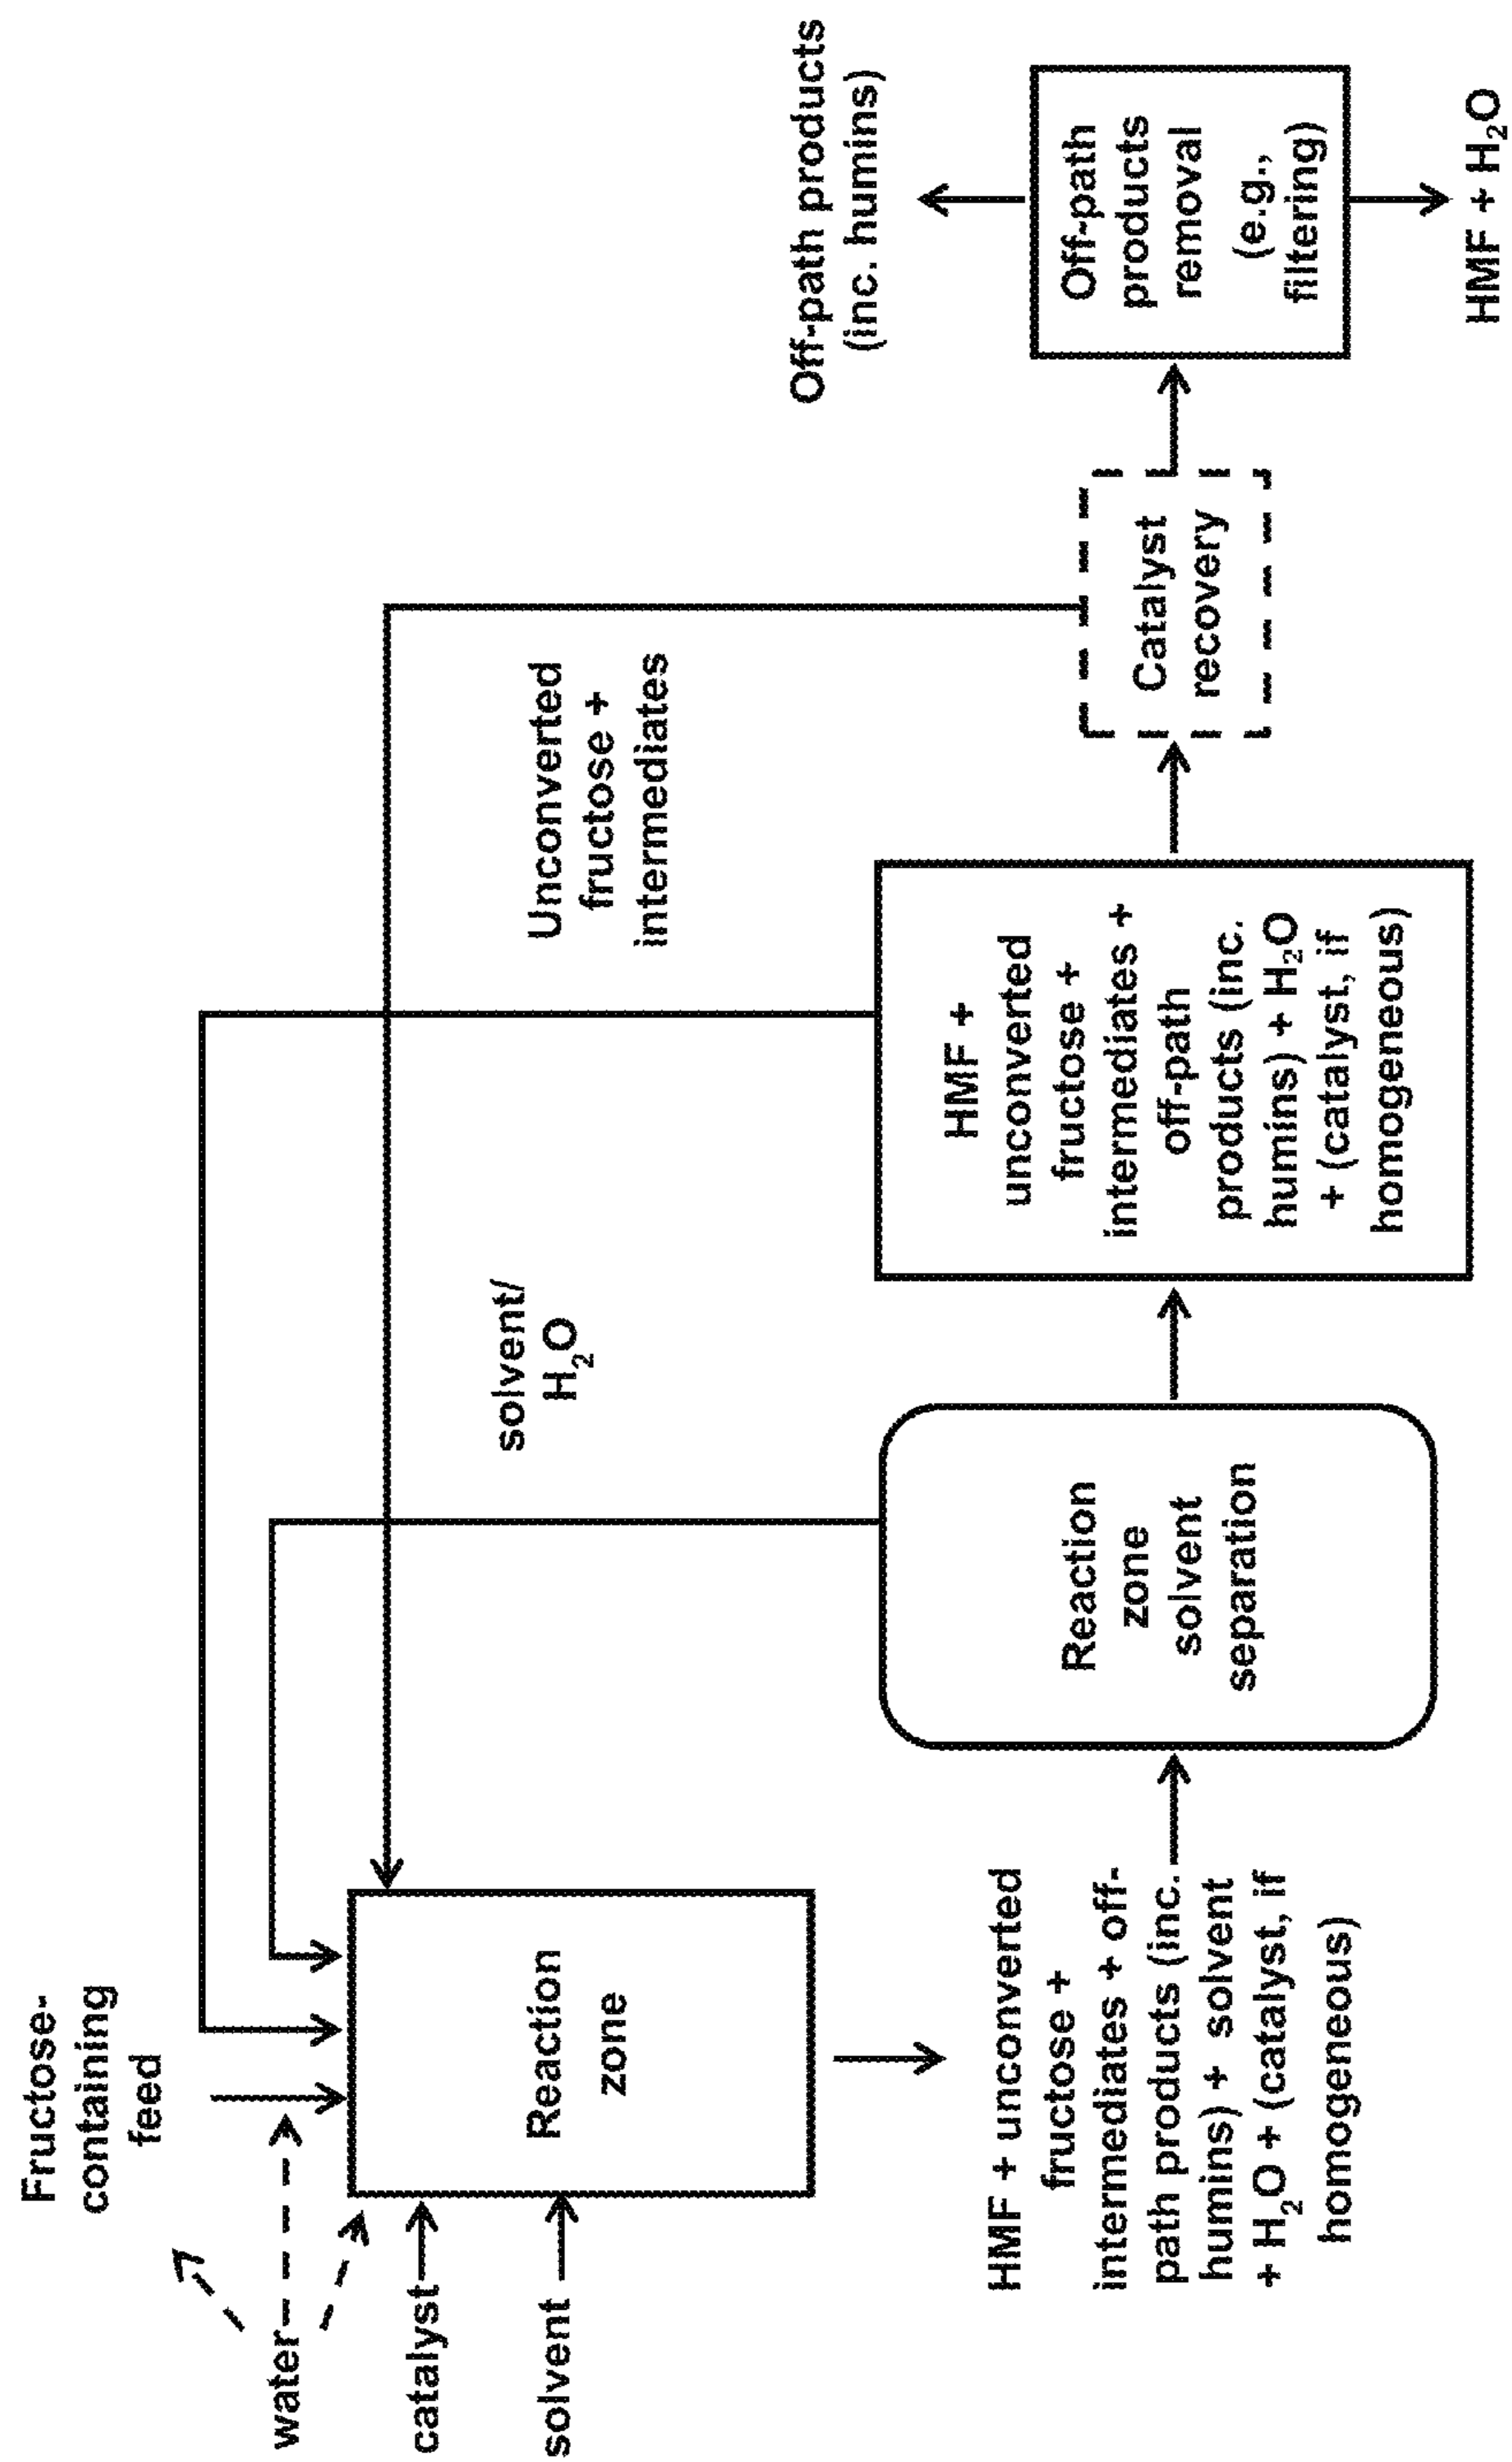 Fructose-
containing
feed
water
catalyst
solvent
Reaction
zone
HMF + unconverted
fructose +
intermediates + off-
path products (inc.
humins) + solvent
+ H₂O + (catalyst, if
homogeneous)
solvent/
H₂O
Reaction
zone
solvent
separation
Unconverted
fructose +
intermediates
HMF +
unconverted
fructose +
intermediates +
off-path
products (inc.
humins) + H₂O
+ (catalyst, if
homogeneous)
Catalyst
recovery
Off-path products
(inc. humins)
Off-path
products
removal
(e.g.,
filtering)
HMF + H₂O